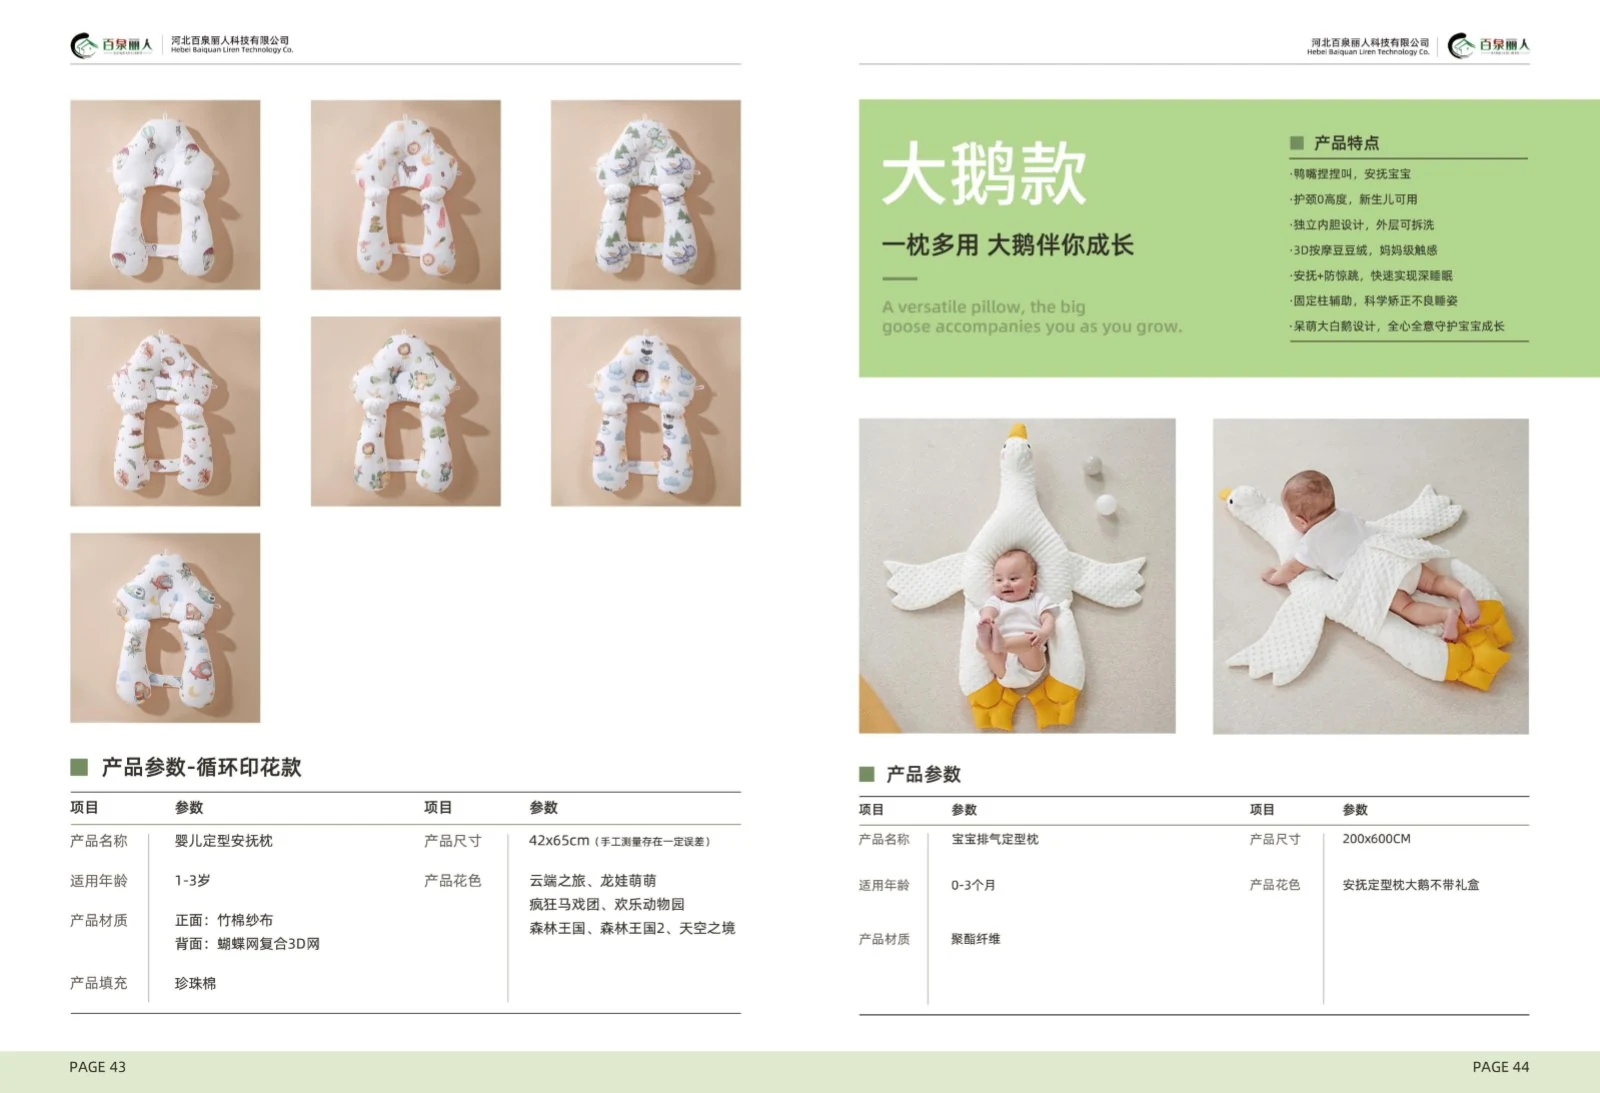 百泉丽人
河北百泉丽人科技有限公司
Hebei Baiquan Liren Technology Co.
产品参数-循环印花款
项目 参数 项目 参数
产品名称 婴儿定型安抚枕 产品尺寸 42x65cm（手工测量存在一定误差）
适用年龄 1-3岁 产品花色 云端之旅、龙娃萌萌
疯狂马戏团、欢乐动物园
产品材质 正面：竹棉纱布 森林王国、森林王国2、天空之境
背面：蝴蝶网复合3D网
产品填充 珍珠棉
PAGE 43
河北百泉丽人科技有限公司
Hebei Baiquan Liren Technology Co.
百泉丽人
大鹅款
一枕多用 大鹅伴你成长
A versatile pillow, the big
goose accompanies you as you grow.
产品特点
·鸭嘴捏捏叫，安抚宝宝
·护颈0高度，新生儿可用
·独立内胆设计，外层可拆洗
·3D按摩豆豆绒，妈妈级触感
·安抚+防惊跳，快速实现深睡眠
·固定柱辅助，科学矫正不良睡姿
·呆萌大白鹅设计，全心全意守护宝宝成长
产品参数
项目 参数 项目 参数
产品名称 宝宝排气定型枕 产品尺寸 200x600CM
适用年龄 0-3个月 产品花色 安抚定型枕大鹅不带礼盒
产品材质 聚酯纤维
PAGE 44